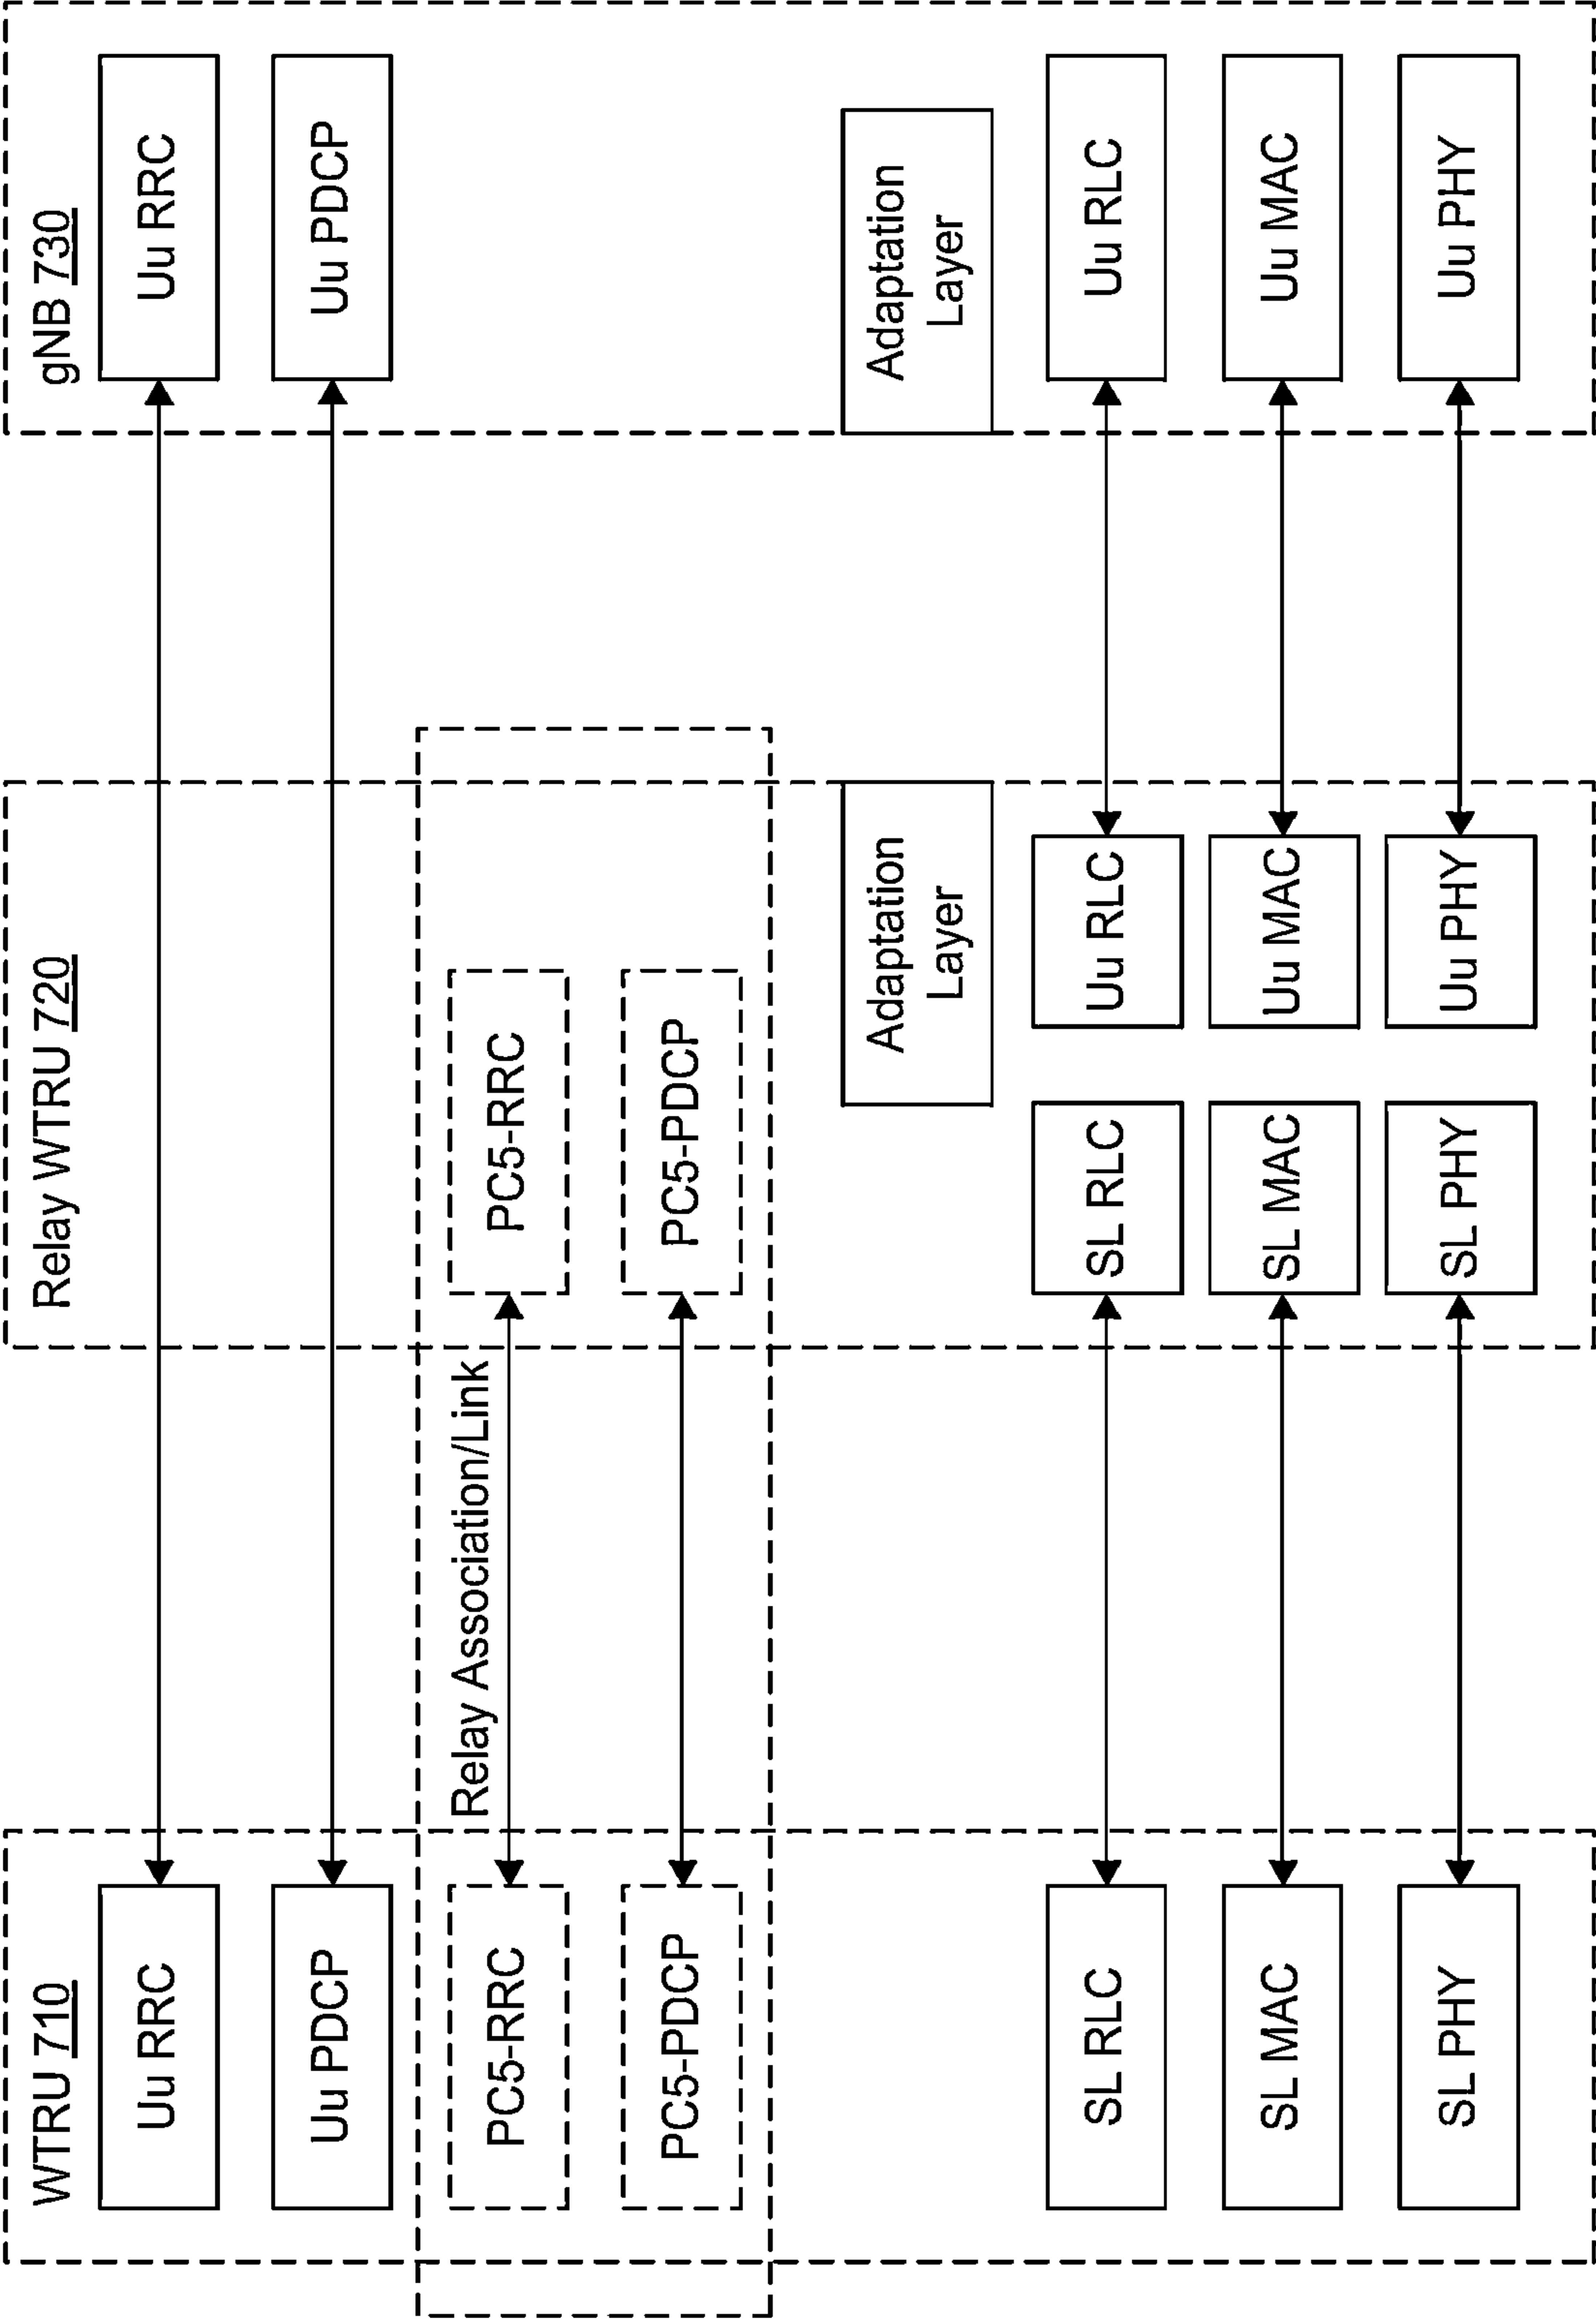 WTRU 710
Uu RRC
Uu PDCP
PC5-RRC
PC5-PDCP
SL RLC
SL MAC
SL PHY
Relay Association/Link
Relay WTRU 720
PC5-RRC
PC5-PDCP
Adaptation
Layer
SL RLC
Uu RLC
SL MAC
Uu MAC
SL PHY
Uu PHY
gNB 730
Uu RRC
Uu PDCP
Adaptation
Layer
Uu RLC
Uu MAC
Uu PHY